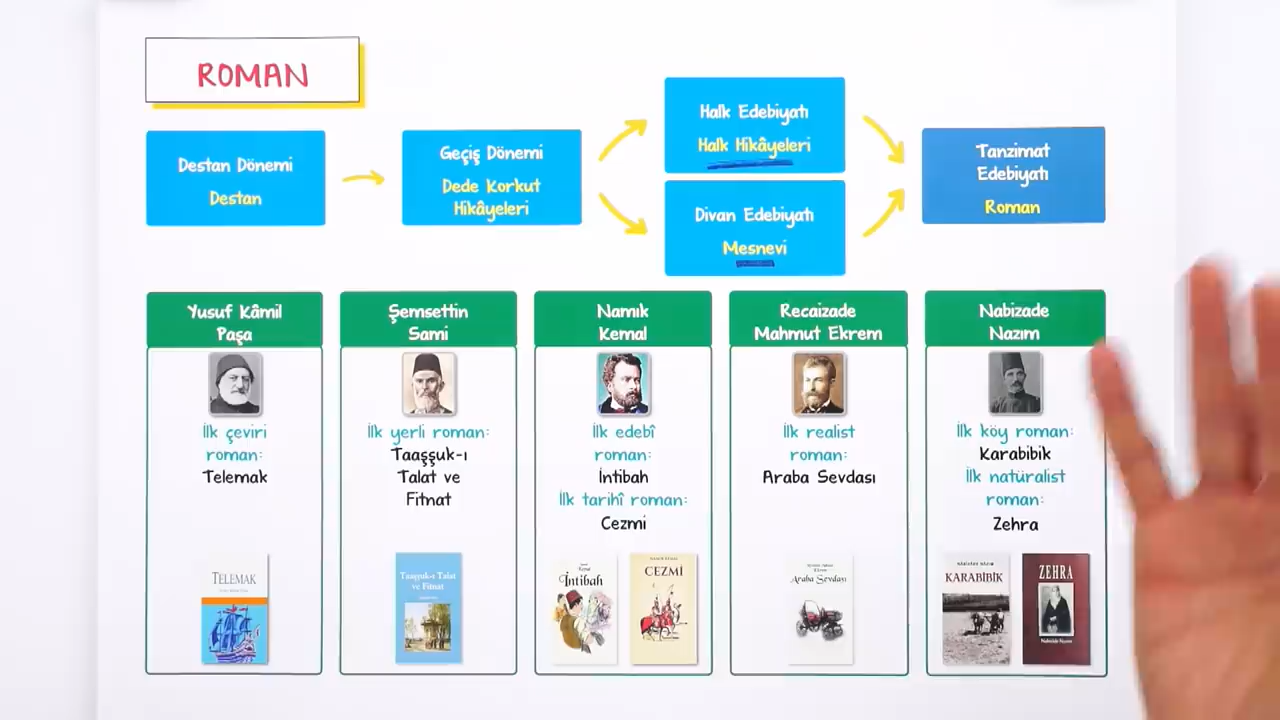 ROMAN
Destan Dönemi
Destan
Geçiş Dönemi
Dede Korkut
Hikâyeleri
Halk Edebiyatı
Halk Hikâyeleri
Divan Edebiyatı
Mesnevi
Tanzimat
Edebiyatı
Roman
Yusuf Kâmil
Paşa
İlk çeviri
roman:
Telemak
TELEMAK
Şemsettin
Sami
İlk yerli roman:
Taaşşuk-ı
Talat ve
Fitnat
Taaşşuk-ı Talat
ve Fitnat
Namık
Kemal
İlk edebî
roman:
İntibah
İlk tarihî roman:
Cezmi
İntibah
CEZMİ
Recaizade
Mahmut Ekrem
İlk realist
roman:
Araba Sevdası
Araba Sevdası
Nabizade
Nazım
İlk köy roman:
Karabibik
İlk natüralist
roman:
Zehra
KARABİBİK
ZEHRA
Nabizade Nazım